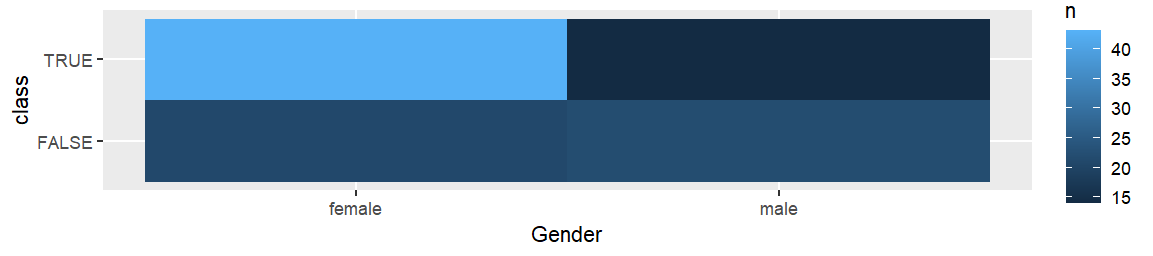 n
TRUE
FALSE
class
female
male
Gender
40
35
30
25
20
15